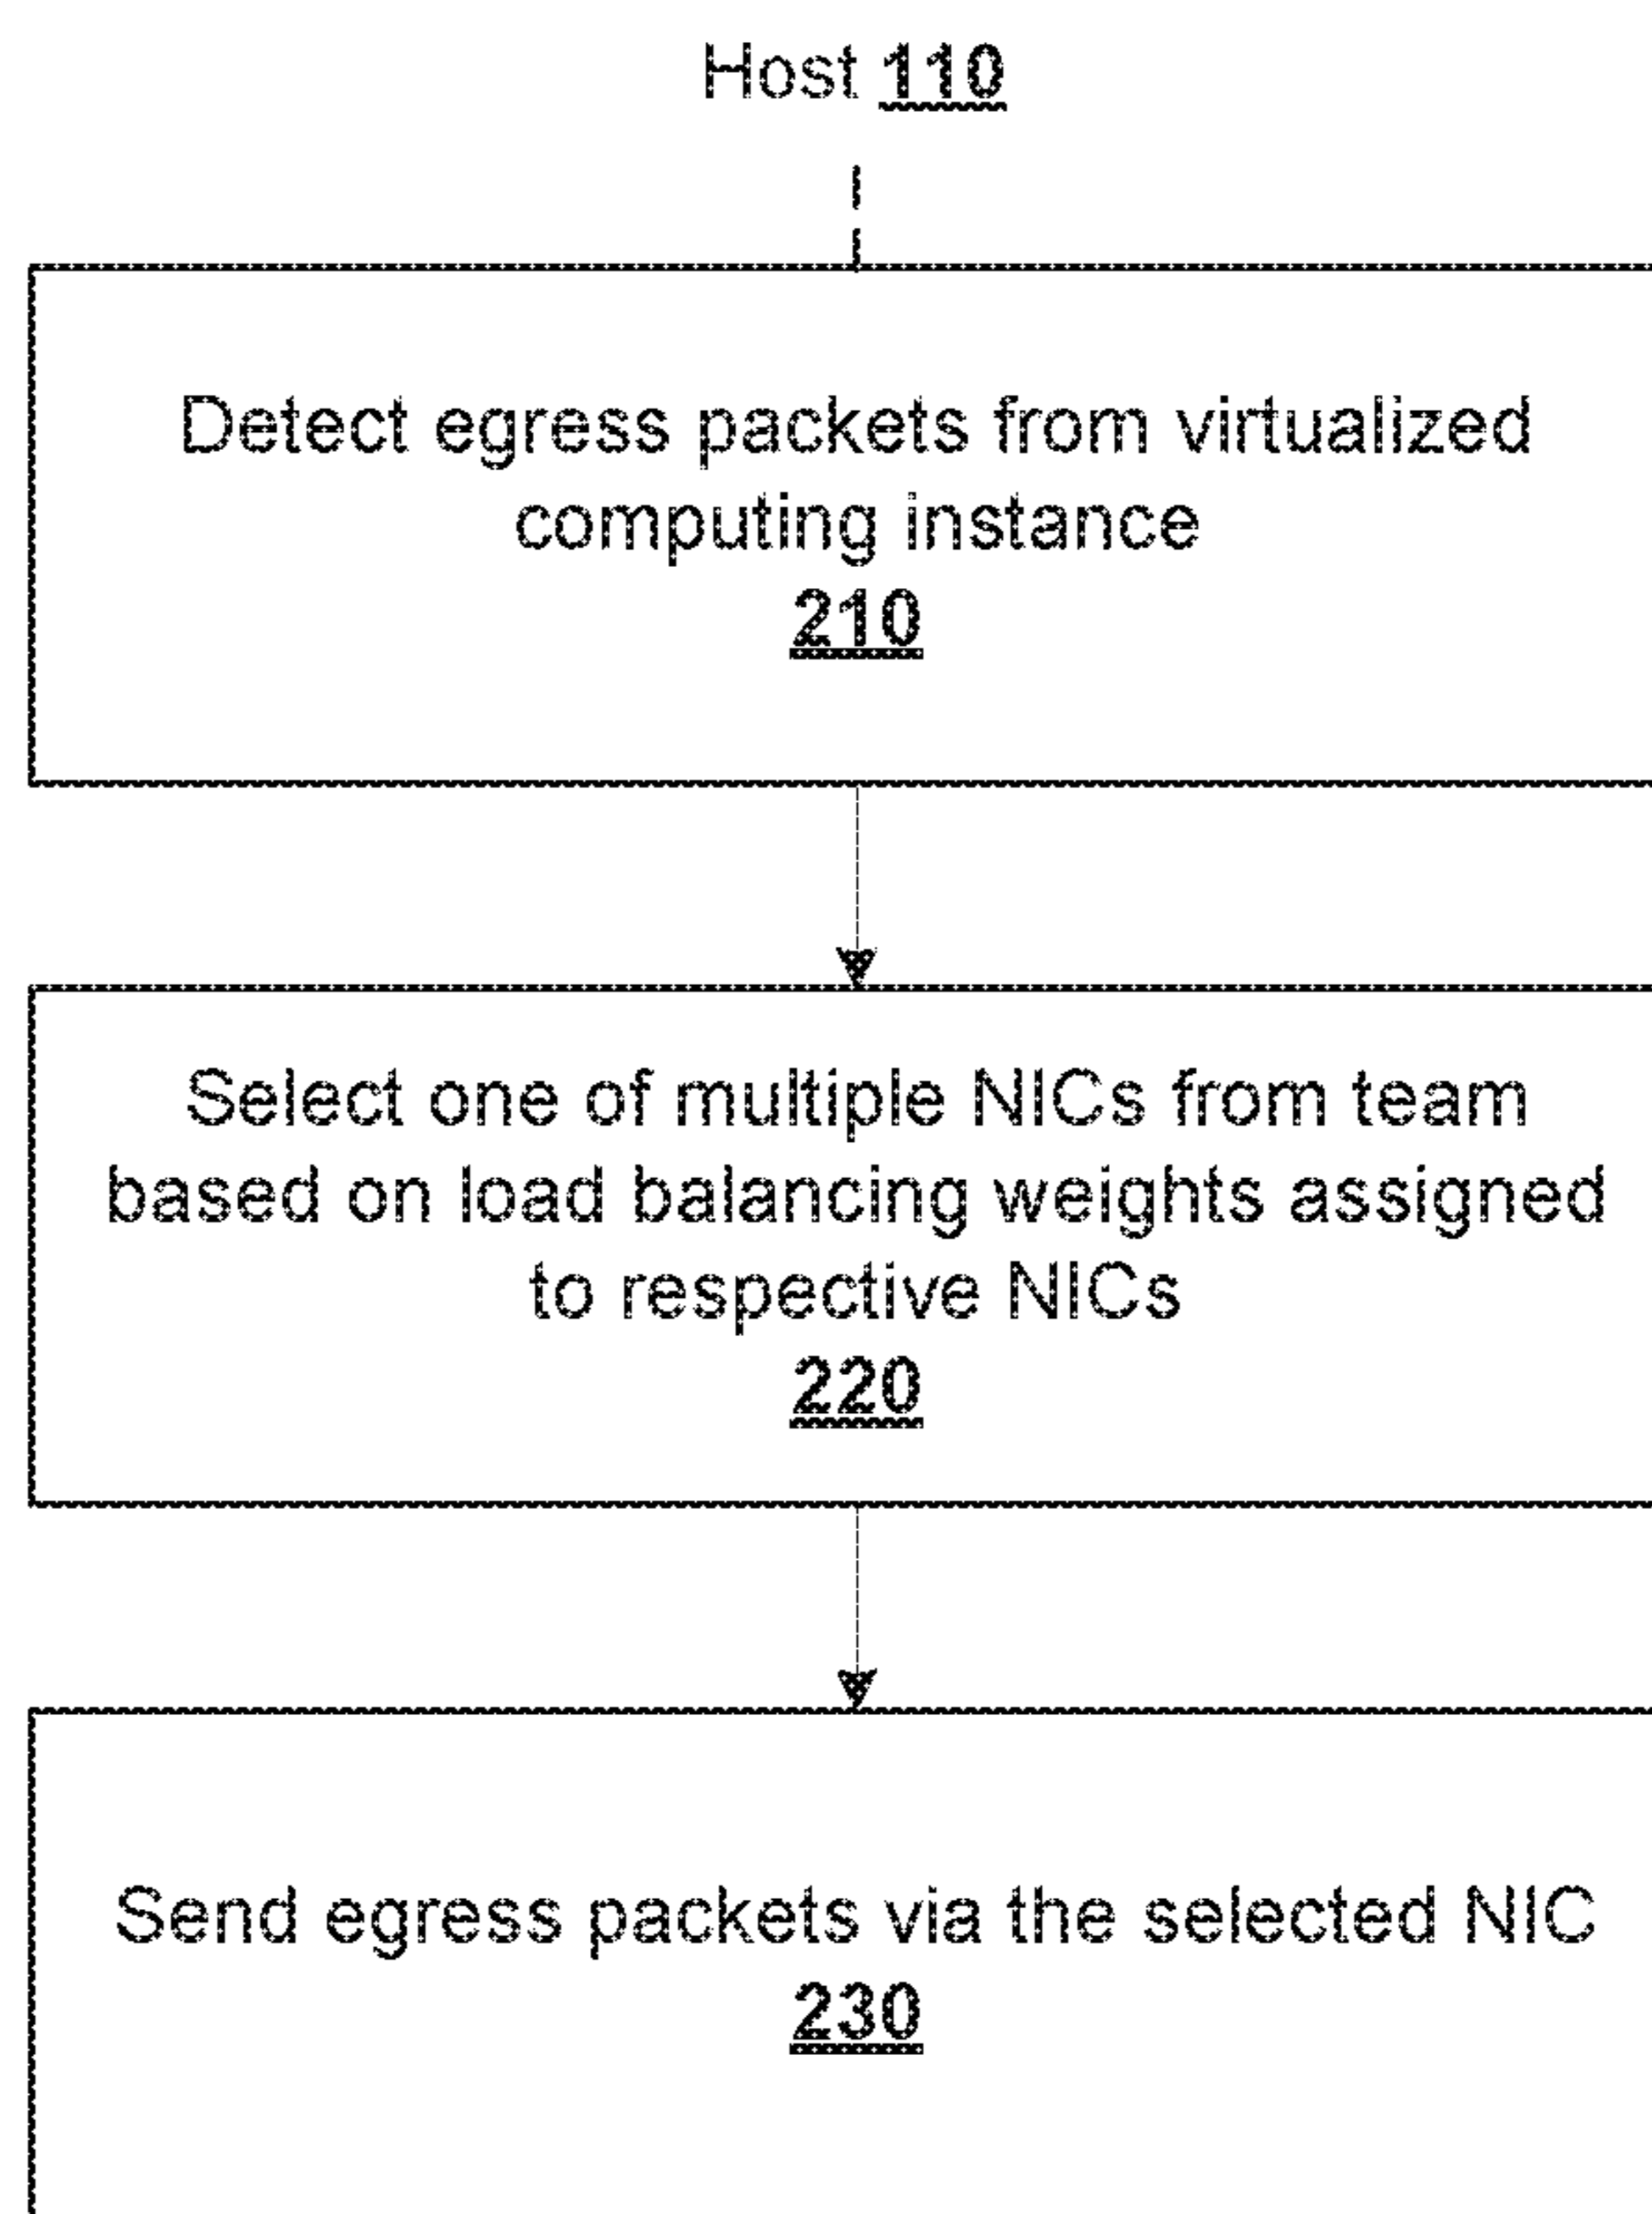 Host 110
Detect egress packets from virtualized
computing instance
210
Select one of multiple NICs from team
based on load balancing weights assigned
to respective NICs
220
Send egress packets via the selected NIC
230